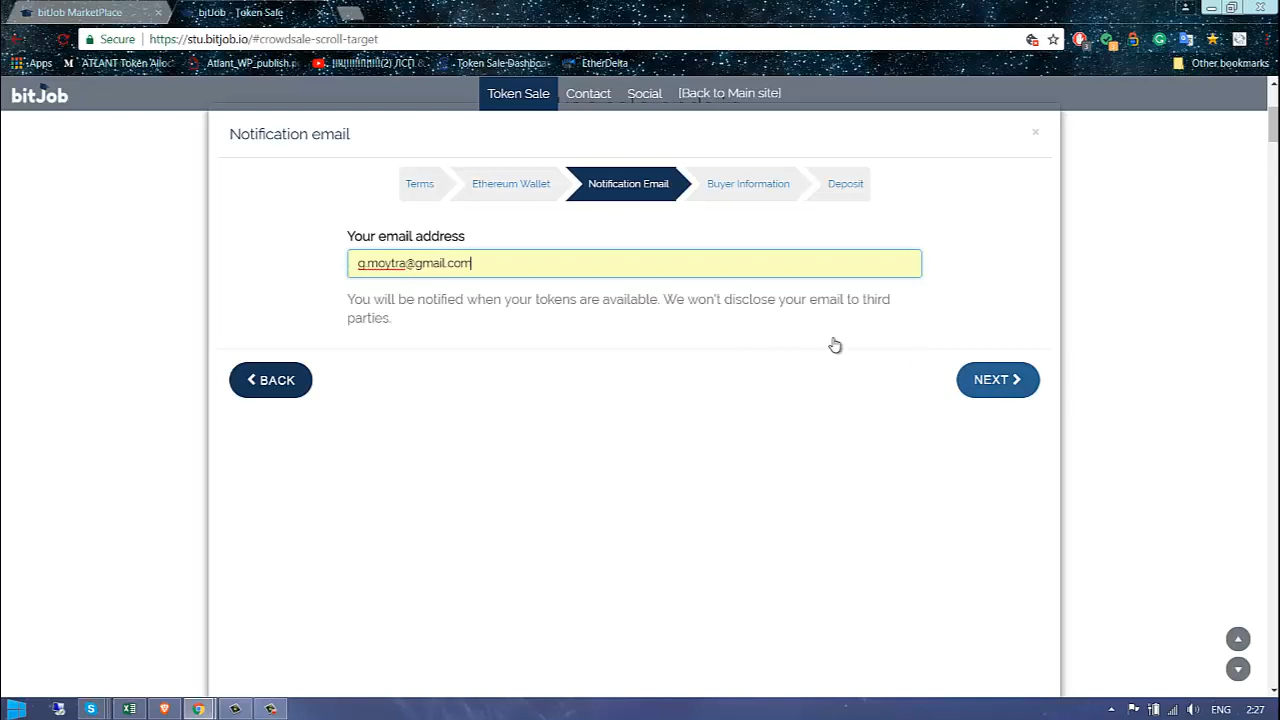 bitJob MarketPlace
bitJob - Token Sale
Secure https://stu.bitjob.io/#crowdsale-scroll-target
Apps
ATLANT Token Alloc
Atlant_WP_publish.p
Token Sale-Dashboa
EtherDelta
Other bookmarks
bitJob
Token Sale
Contact
Social
[Back to Main site]
Notification email
×
Terms
Ethereum Wallet
Notification Email
Buyer Information
Deposit
Your email address
g.moytra@gmail.com
You will be notified when your tokens are available. We won't disclose your email to third
parties.
BACK
NEXT
ENG
2:27